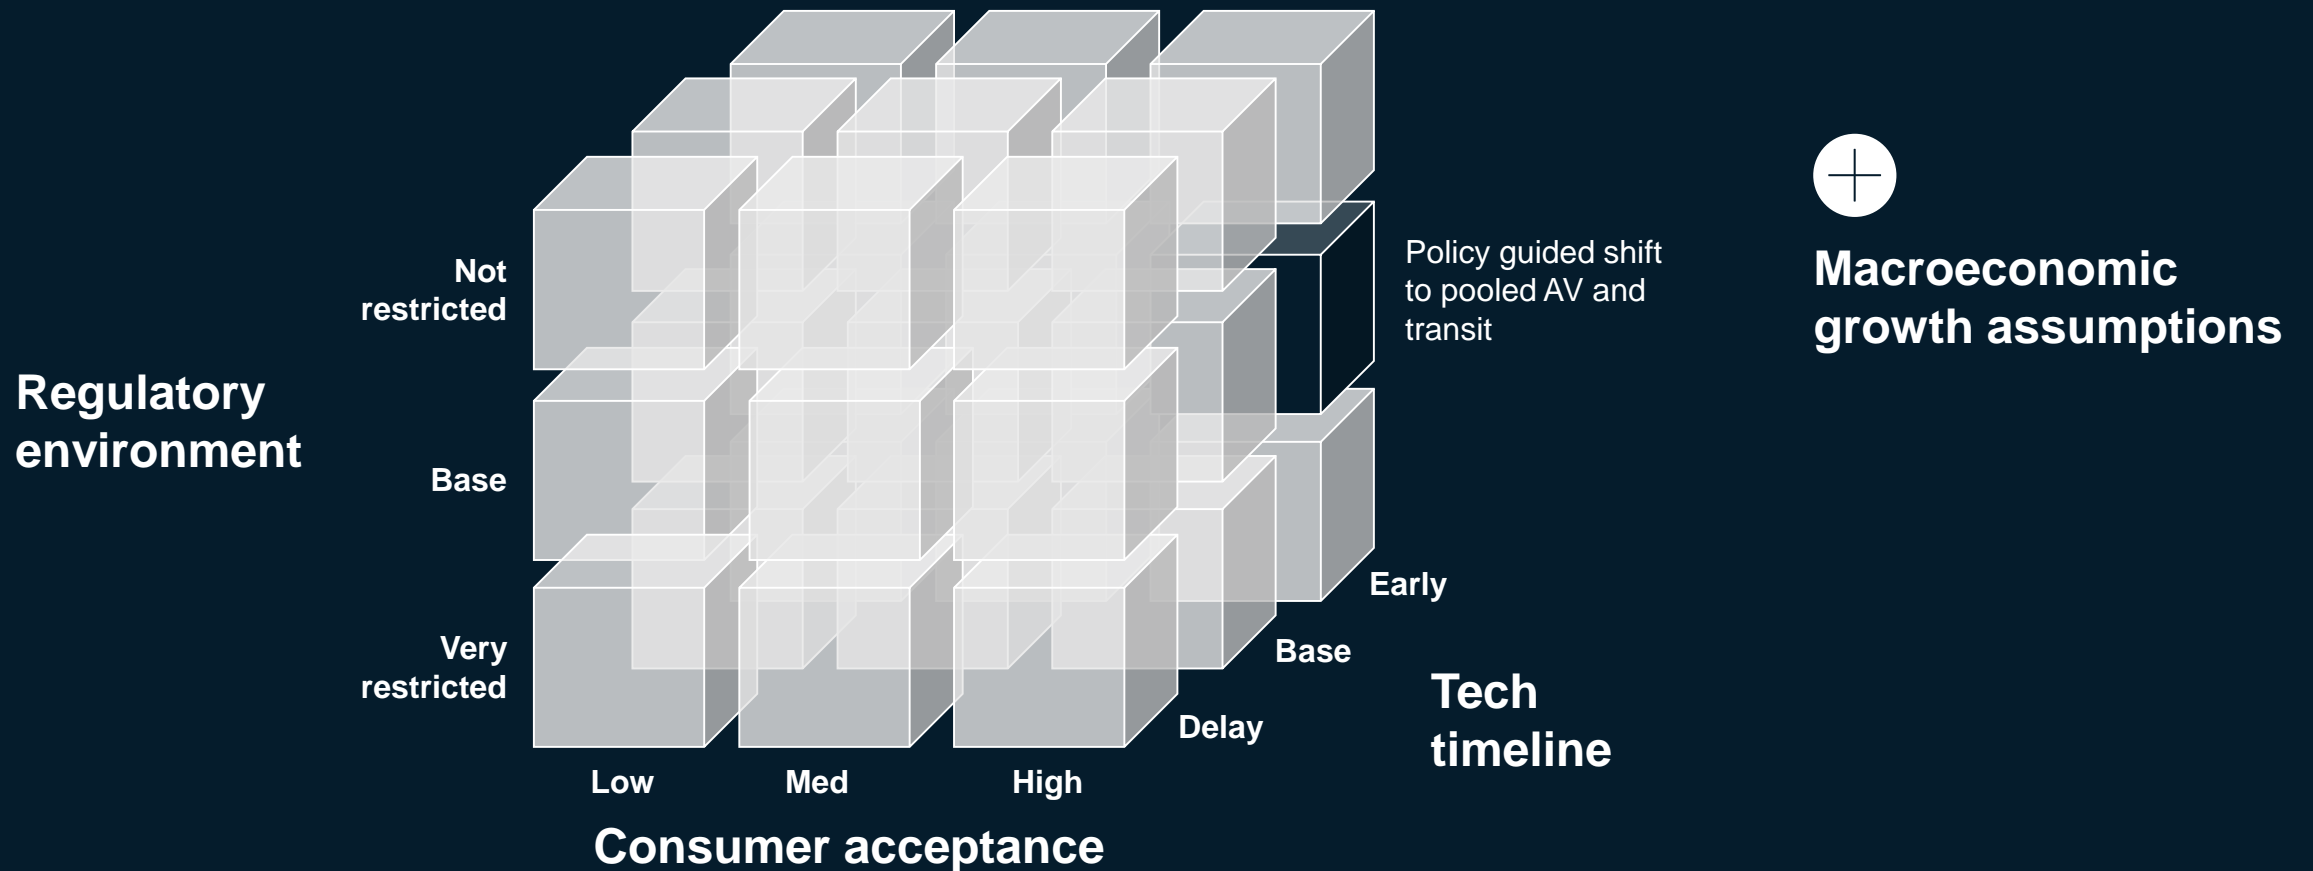 Regulatory
environment
Not
restricted
Base
Very
restricted
Low
Med
High
Consumer acceptance
Delay
Base
Early
Tech
timeline
Policy guided shift
to pooled AV and
transit
Macroeconomic
growth assumptions